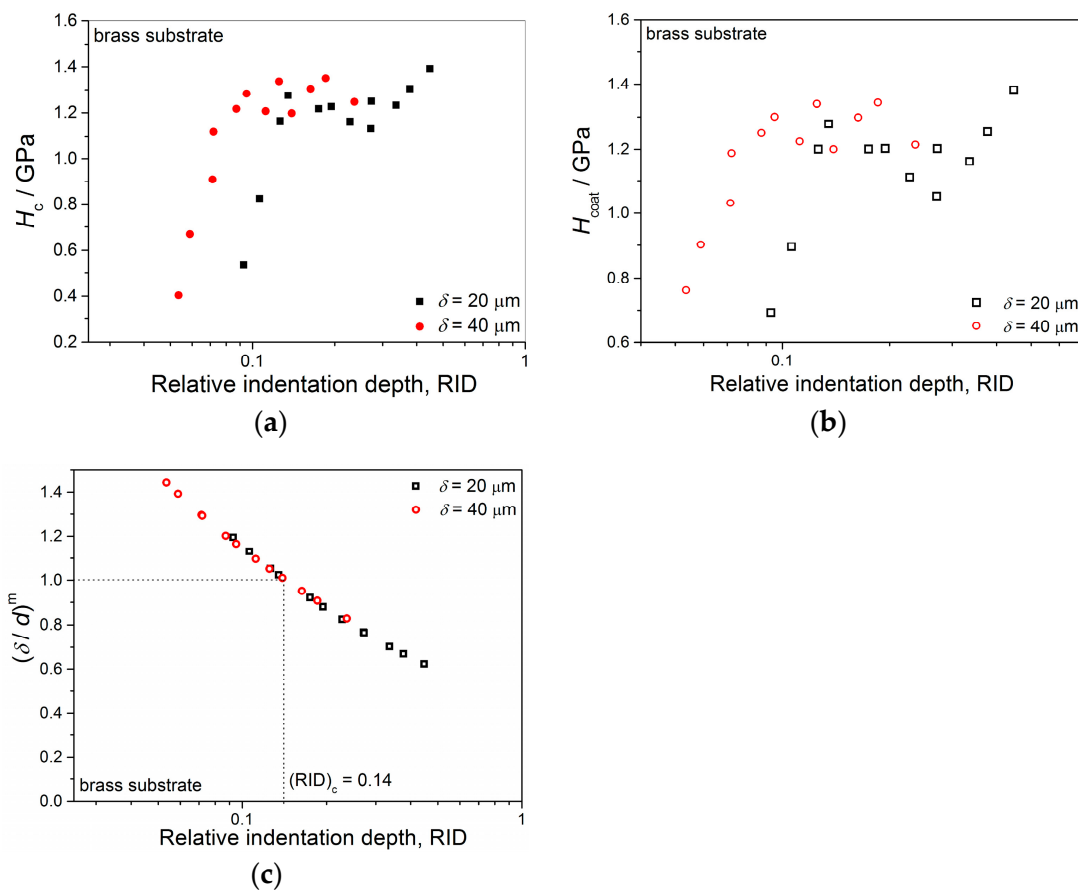 brass substrate
1.6
1.4
1.2
1.0
0.8
0.6
0.4
0.2
H_c / GPa
δ = 20 µm
δ = 40 µm
0.1
1
Relative indentation depth, RID
(a)
brass substrate
1.6
1.4
1.2
1.0
0.8
0.6
H_coat / GPa
δ = 20 µm
δ = 40 µm
0.1
Relative indentation depth, RID
(b)
1.4
1.2
1.0
0.8
0.6
0.4
0.2
0.0
(δ / d)^m
δ = 20 µm
δ = 40 µm
brass substrate
(RID)_c = 0.14
0.1
1
Relative indentation depth, RID
(c)